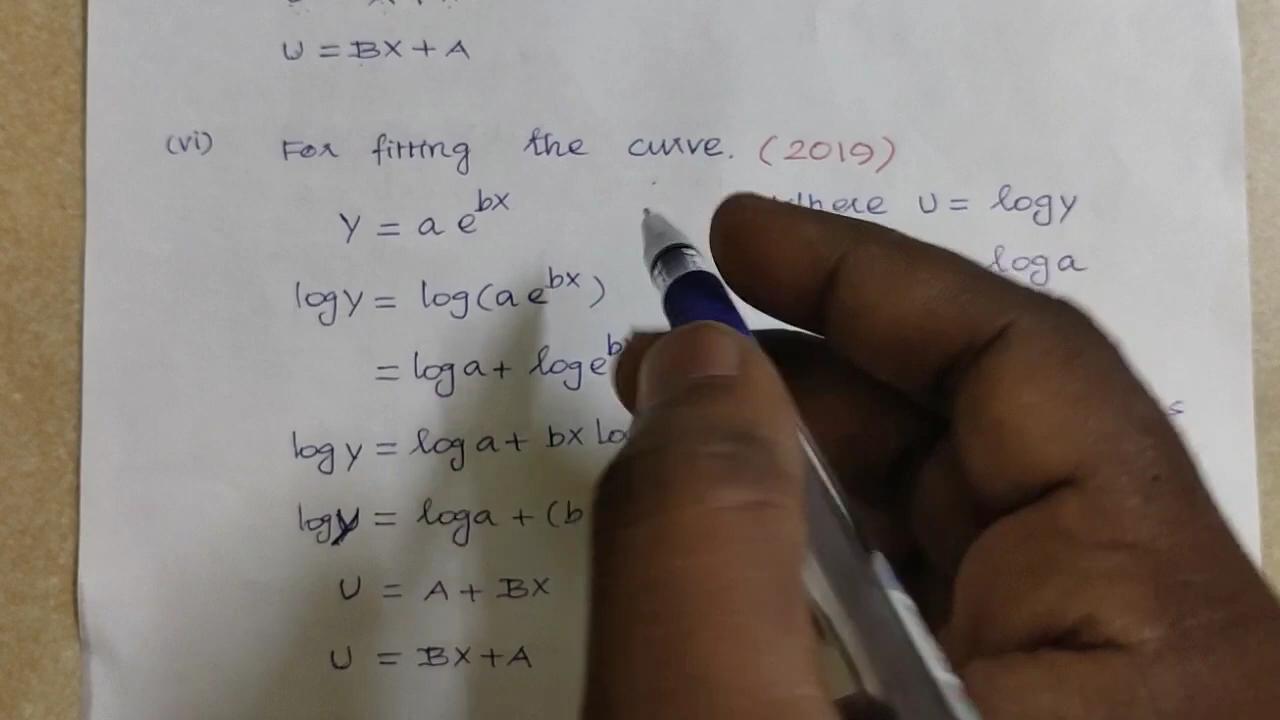 U = BX + A
(vi) For fitting the curve. (2019)
Y = a e^bx
where U = log y
log y = log(a e^bx)
log a
= log a + log e^b
log y = log a + bx lo
log y = log a + (b
U = A + BX
U = BX + A